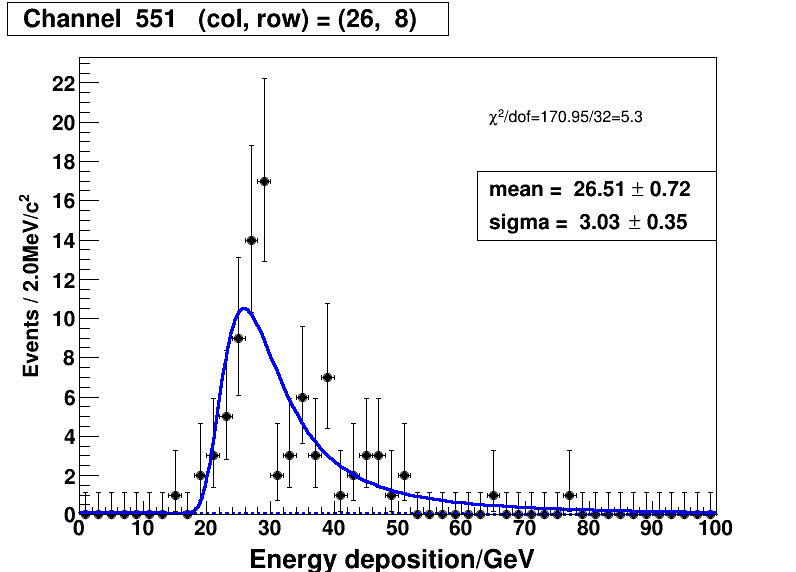 Channel 551 (col, row) = (26, 8)
χ²/dof=170.95/32=5.3
mean = 26.51 ± 0.72
sigma = 3.03 ± 0.35
Events / 2.0MeV/c²
22
20
18
16
14
12
10
8
6
4
2
0
0 10 20 30 40 50 60 70 80 90 100
Energy deposition/GeV